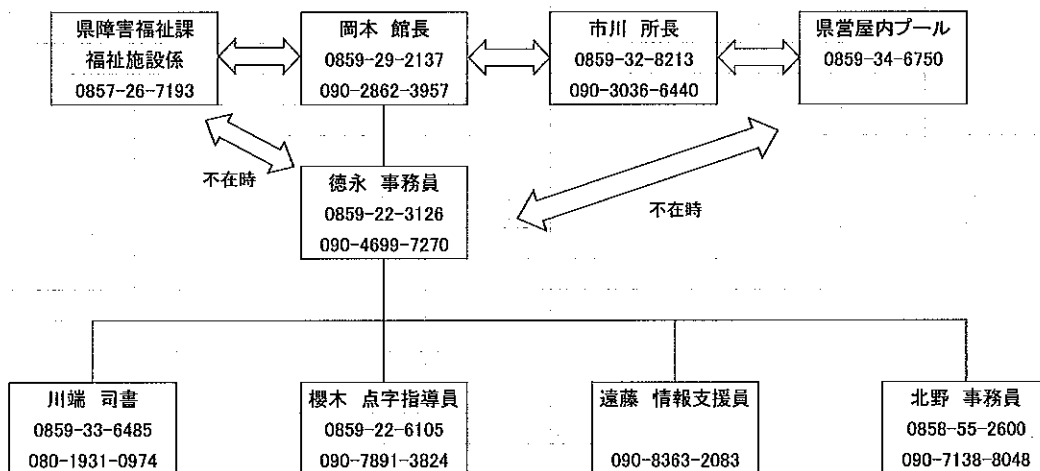 県障害福祉課
福祉施設係
0857-26-7193
岡本 館長
0859-29-2137
090-2862-3957
市川 所長
0859-32-8213
090-3036-6440
県営屋内プール
0859-34-6750
不在時
徳永 事務員
0859-22-3126
090-4699-7270
不在時
川端 司書
0859-33-6485
080-1931-0974
櫻木 点字指導員
0859-22-6105
090-7891-3824
遠藤 情報支援員
090-8363-2083
北野 事務員
0858-55-2600
090-7138-8048